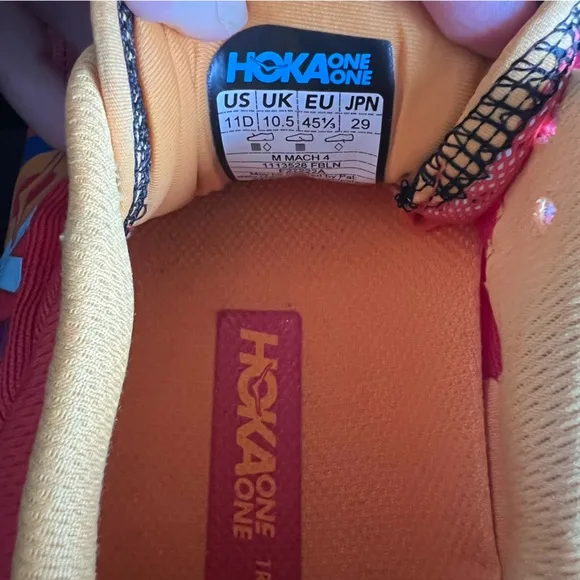 HOKA ONE ONE
US UK EU JPN
11D 10.5 45⅓ 29
M MACH 4
1113528 FBLN
HOKA ONE ONE